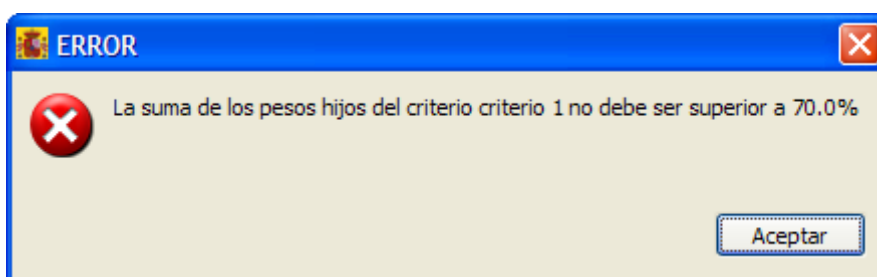 ERROR
La suma de los pesos hijos del criterio criterio 1 no debe ser superior a 70.0%
Aceptar